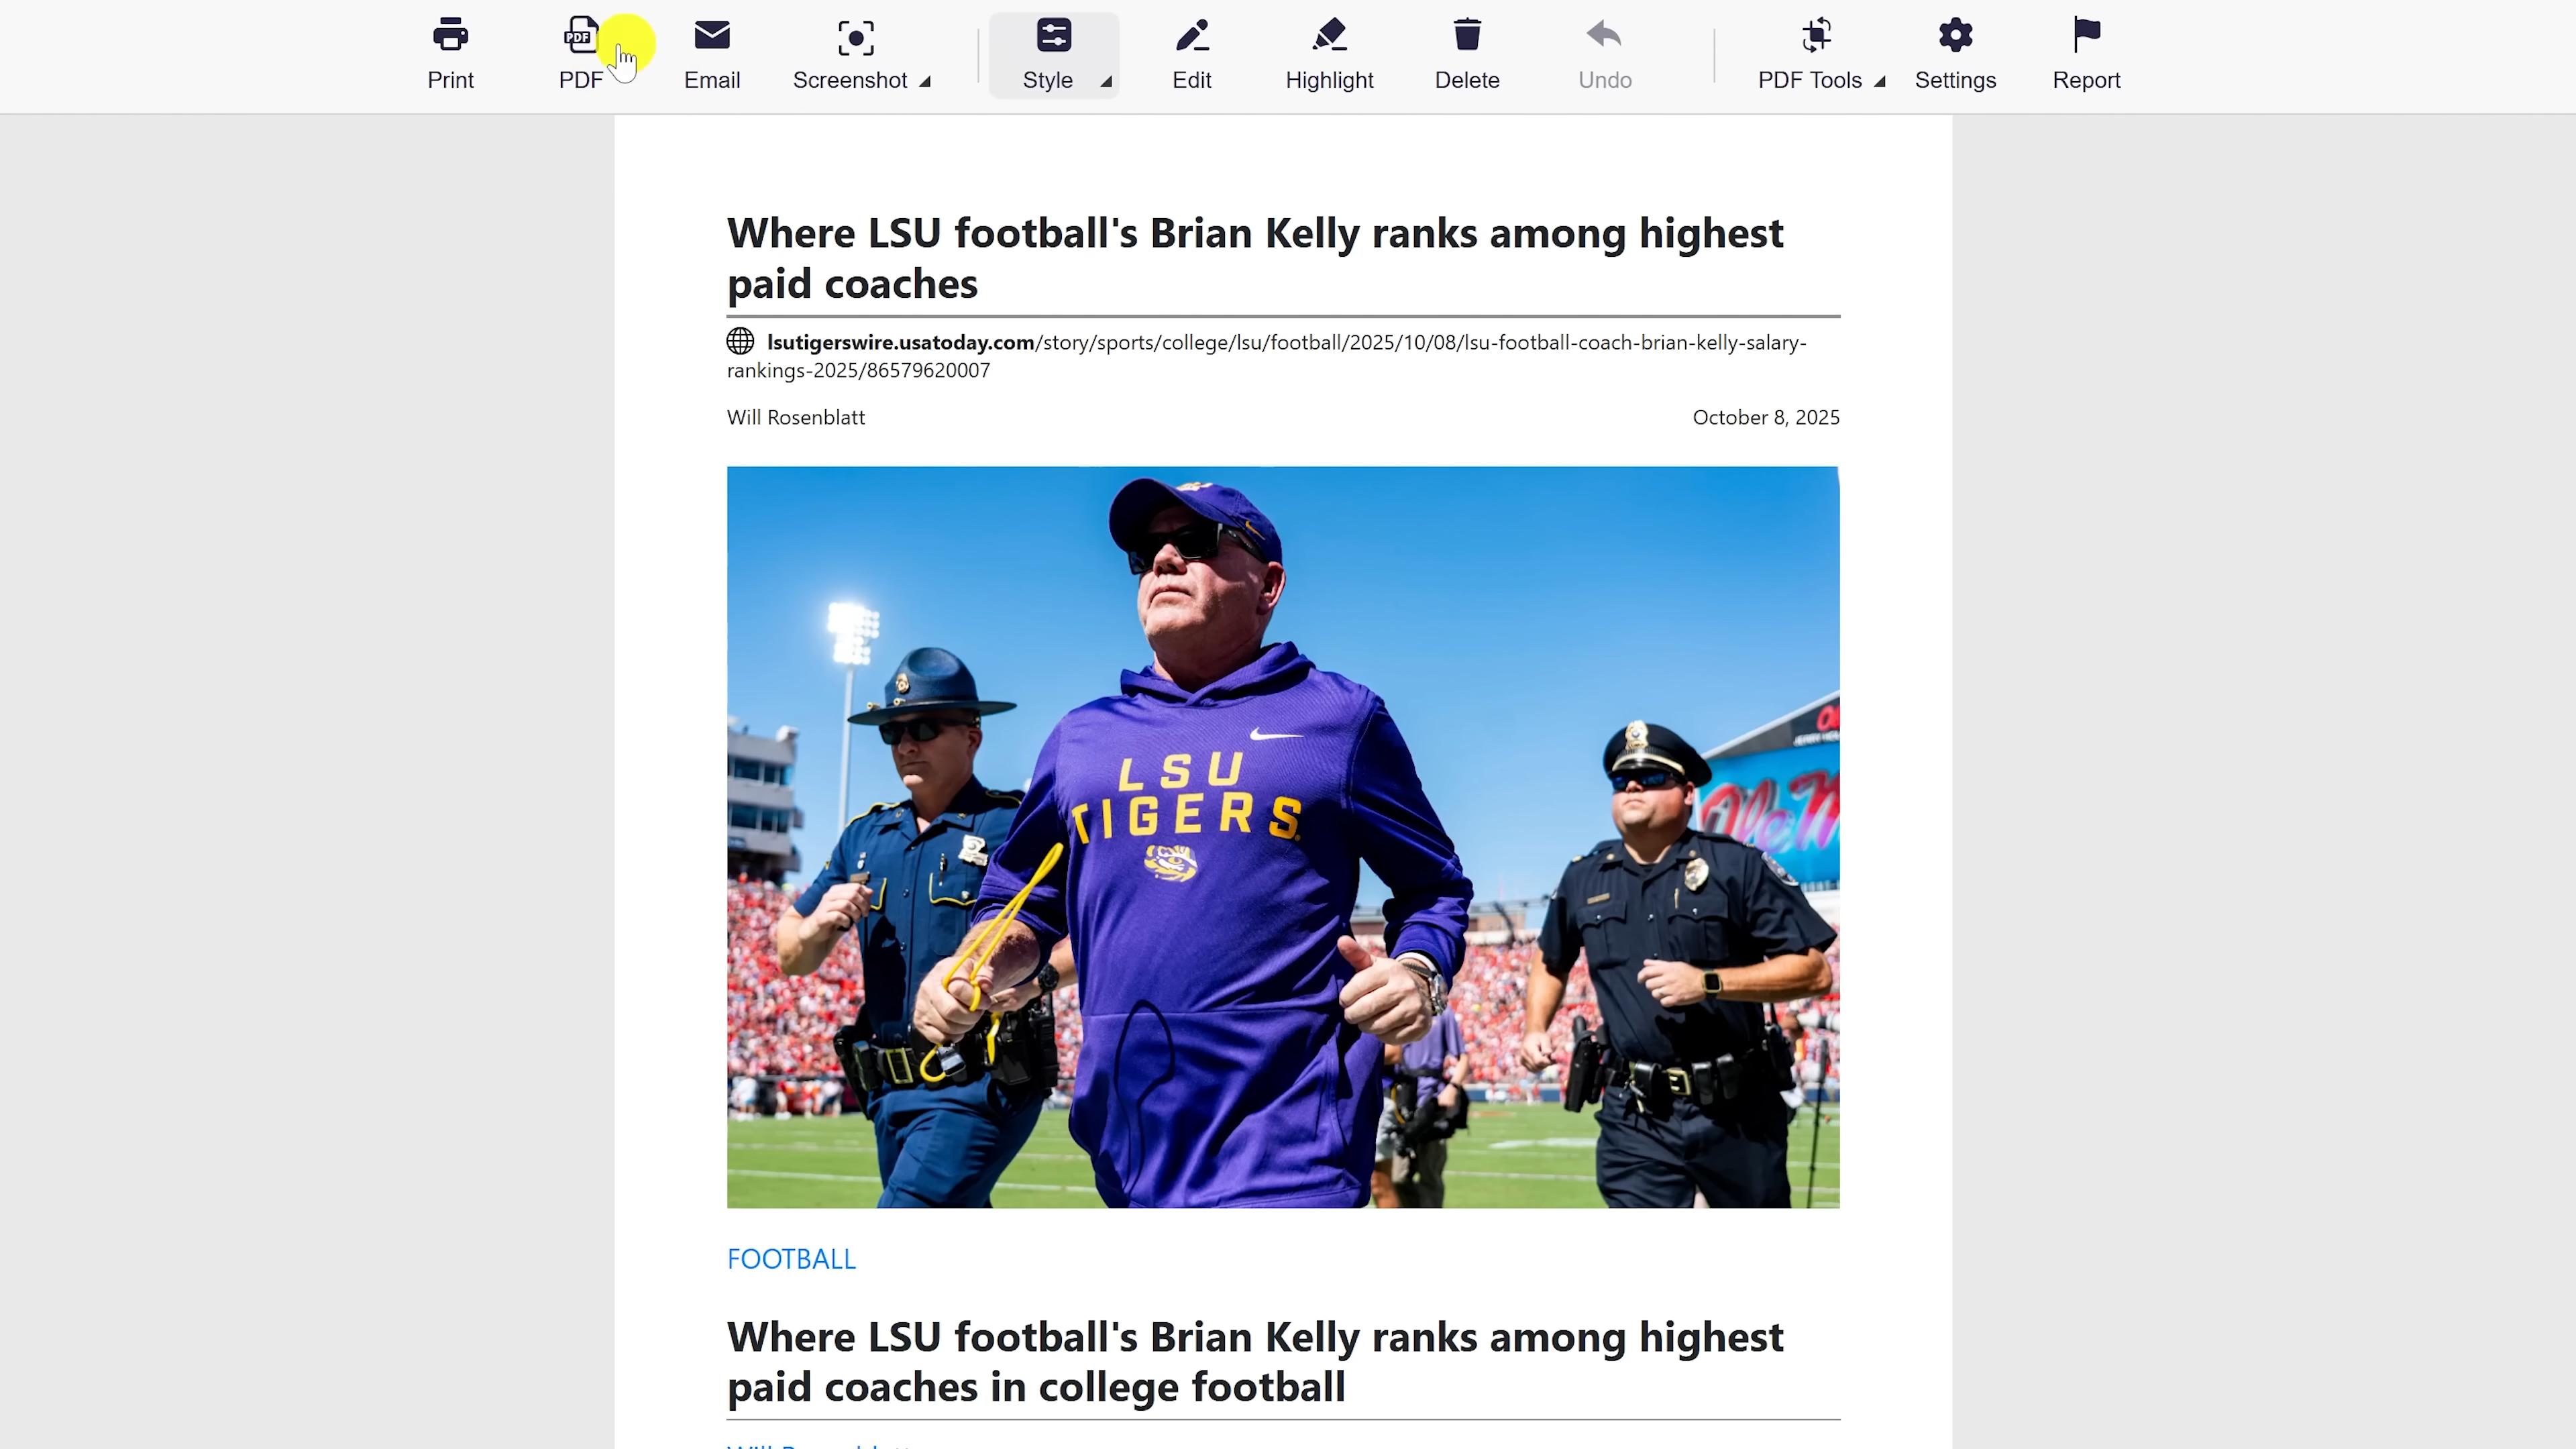 Print
PDF
PDF
Email
Screenshot
Style
Edit
Highlight
Delete
Undo
PDF Tools
Settings
Report
Where LSU football's Brian Kelly ranks among highest
paid coaches
lsutigerswire.usatoday.com/story/sports/college/lsu/football/2025/10/08/lsu-football-coach-brian-kelly-salary-
rankings-2025/86579620007
Will Rosenblatt
October 8, 2025
LSU
TIGERS
FOOTBALL
Where LSU football's Brian Kelly ranks among highest
paid coaches in college football